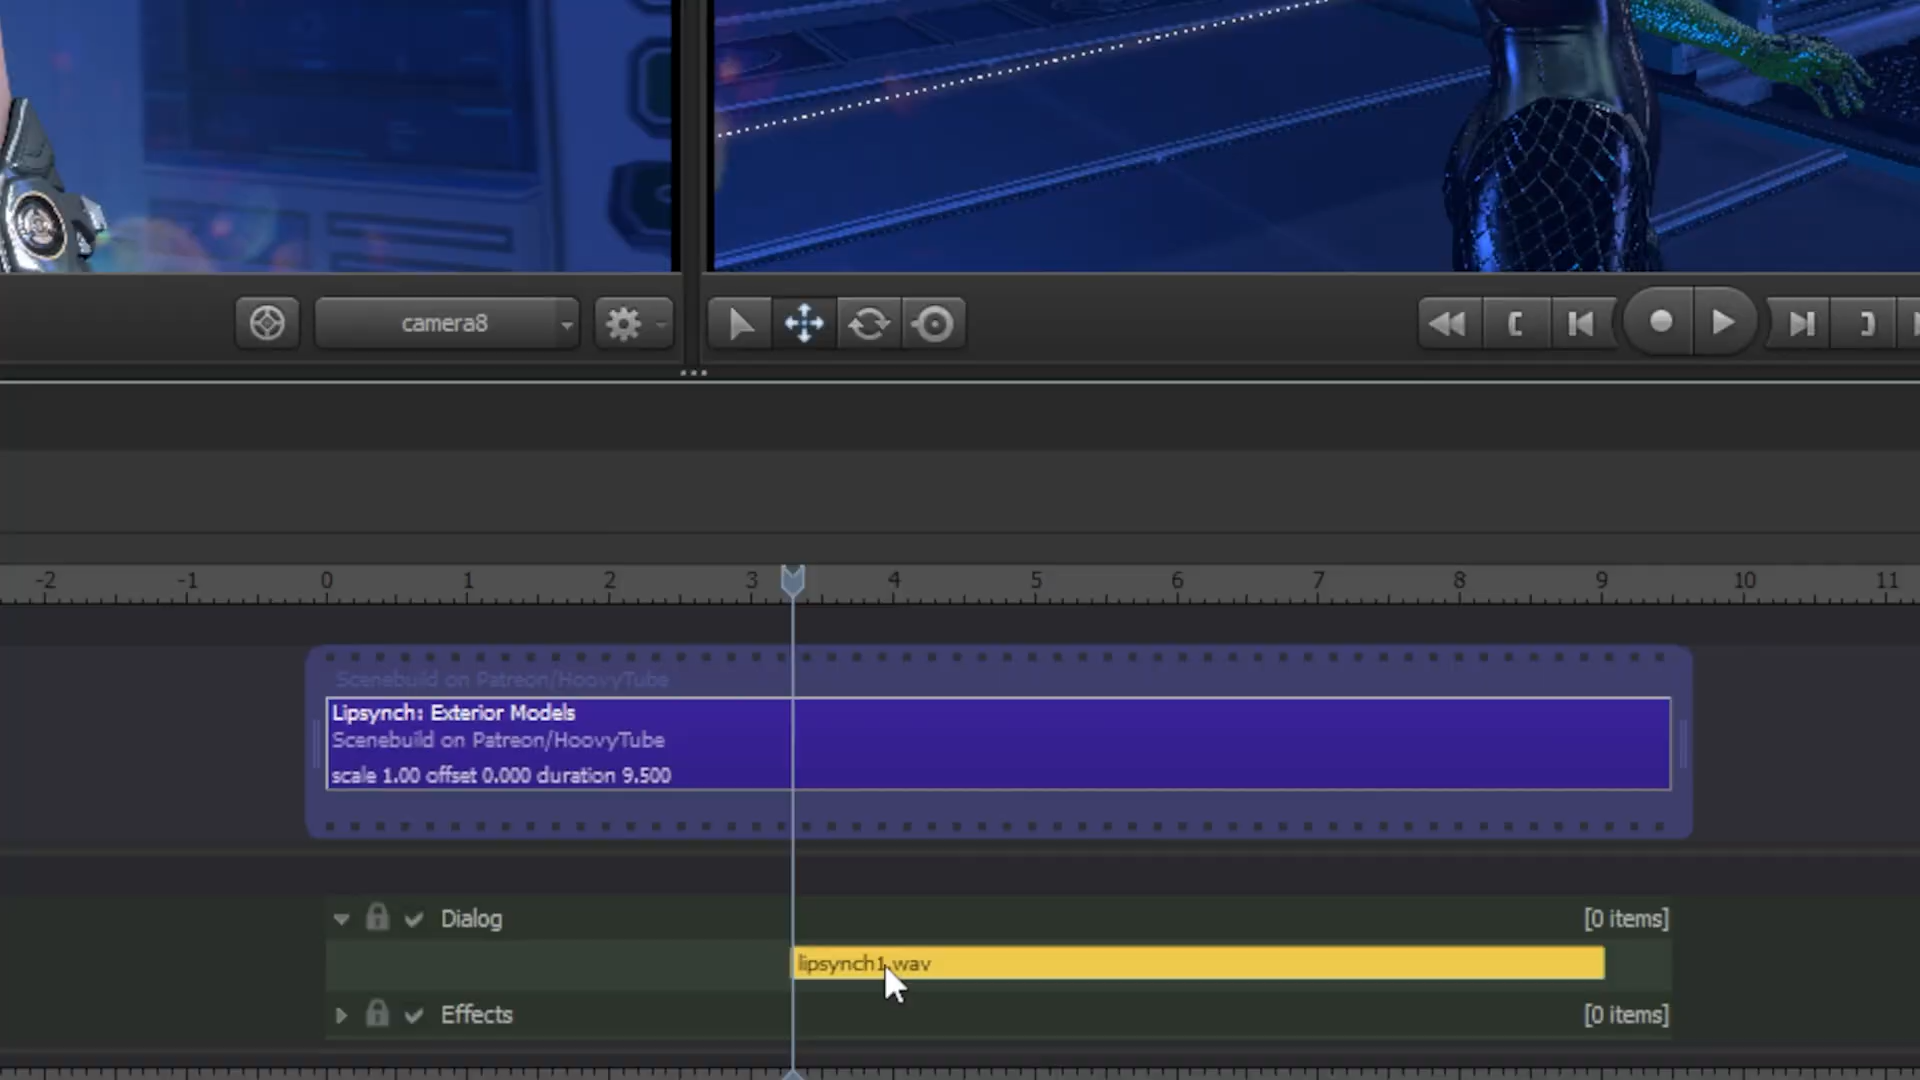 camera8
-2 -1 0 1 2 3 4 5 6 7 8 9 10 11
Scenebuild on Patreon/HoovyTube
Lipsynch: Exterior Models
Scenebuild on Patreon/HoovyTube
scale 1.00 offset 0.000 duration 9.500
Dialog [0 items]
lipsynch1.wav
Effects [0 items]